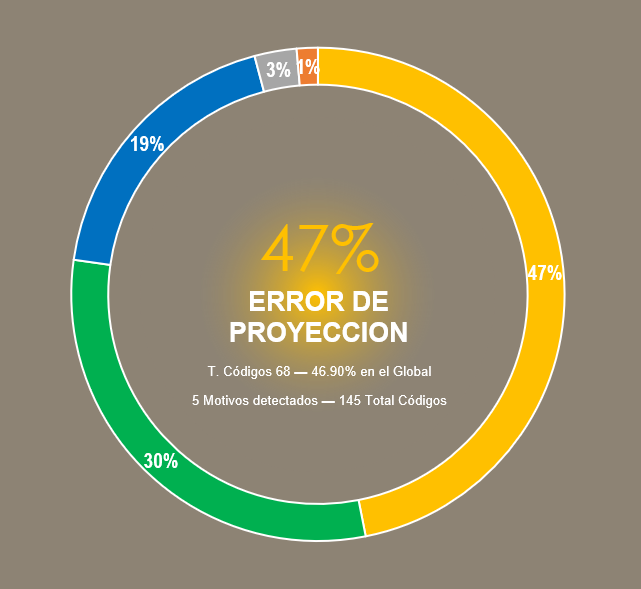 3%
1%
19%
47%
47%
ERROR DE
PROYECCION
T. Códigos 68 — 46.90% en el Global
5 Motivos detectados — 145 Total Códigos
30%